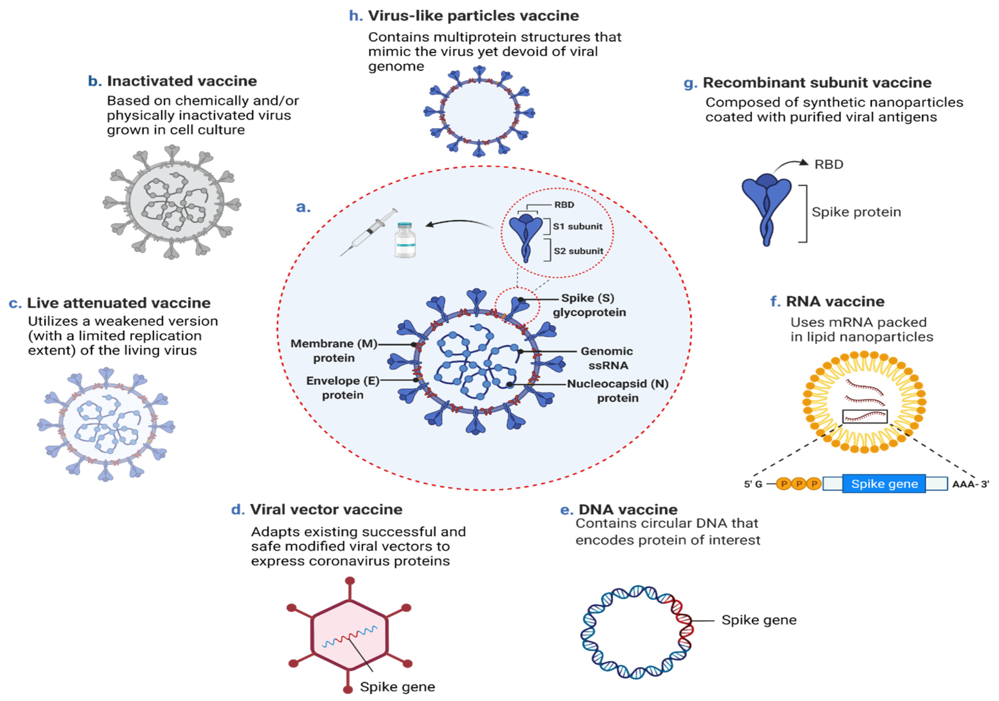 h. Virus-like particles vaccine
Contains multiprotein structures that
mimic the virus yet devoid of viral
genome
b. Inactivated vaccine
Based on chemically and/or
physically inactivated virus
grown in cell culture
g. Recombinant subunit vaccine
Composed of synthetic nanoparticles
coated with purified viral antigens
RBD
Spike protein
a.
RBD
S1 subunit
S2 subunit
Spike (S)
glycoprotein
Membrane (M)
protein
Genomic
ssRNA
Envelope (E)
protein
Nucleocapsid (N)
protein
c. Live attenuated vaccine
Utilizes a weakened version
(with a limited replication
extent) of the living virus
f. RNA vaccine
Uses mRNA packed
in lipid nanoparticles
5' G P P P Spike gene AAA- 3'
d. Viral vector vaccine
Adapts existing successful and
safe modified viral vectors to
express coronavirus proteins
Spike gene
e. DNA vaccine
Contains circular DNA that
encodes protein of interest
Spike gene